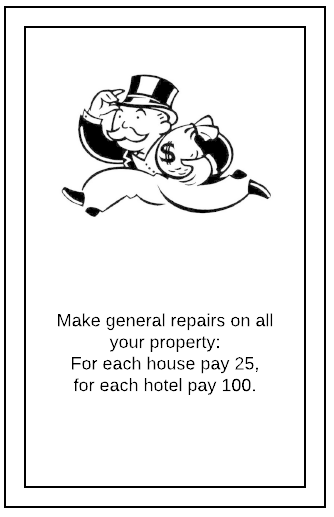 $
Make general repairs on all
your property:
For each house pay 25,
for each hotel pay 100.